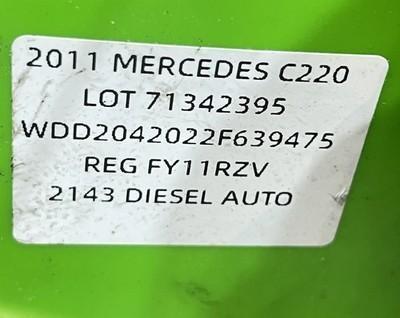 2011 MERCEDES C220
LOT 71342395
WDD2042022F639475
REG FY11RZV
2143 DIESEL AUTO